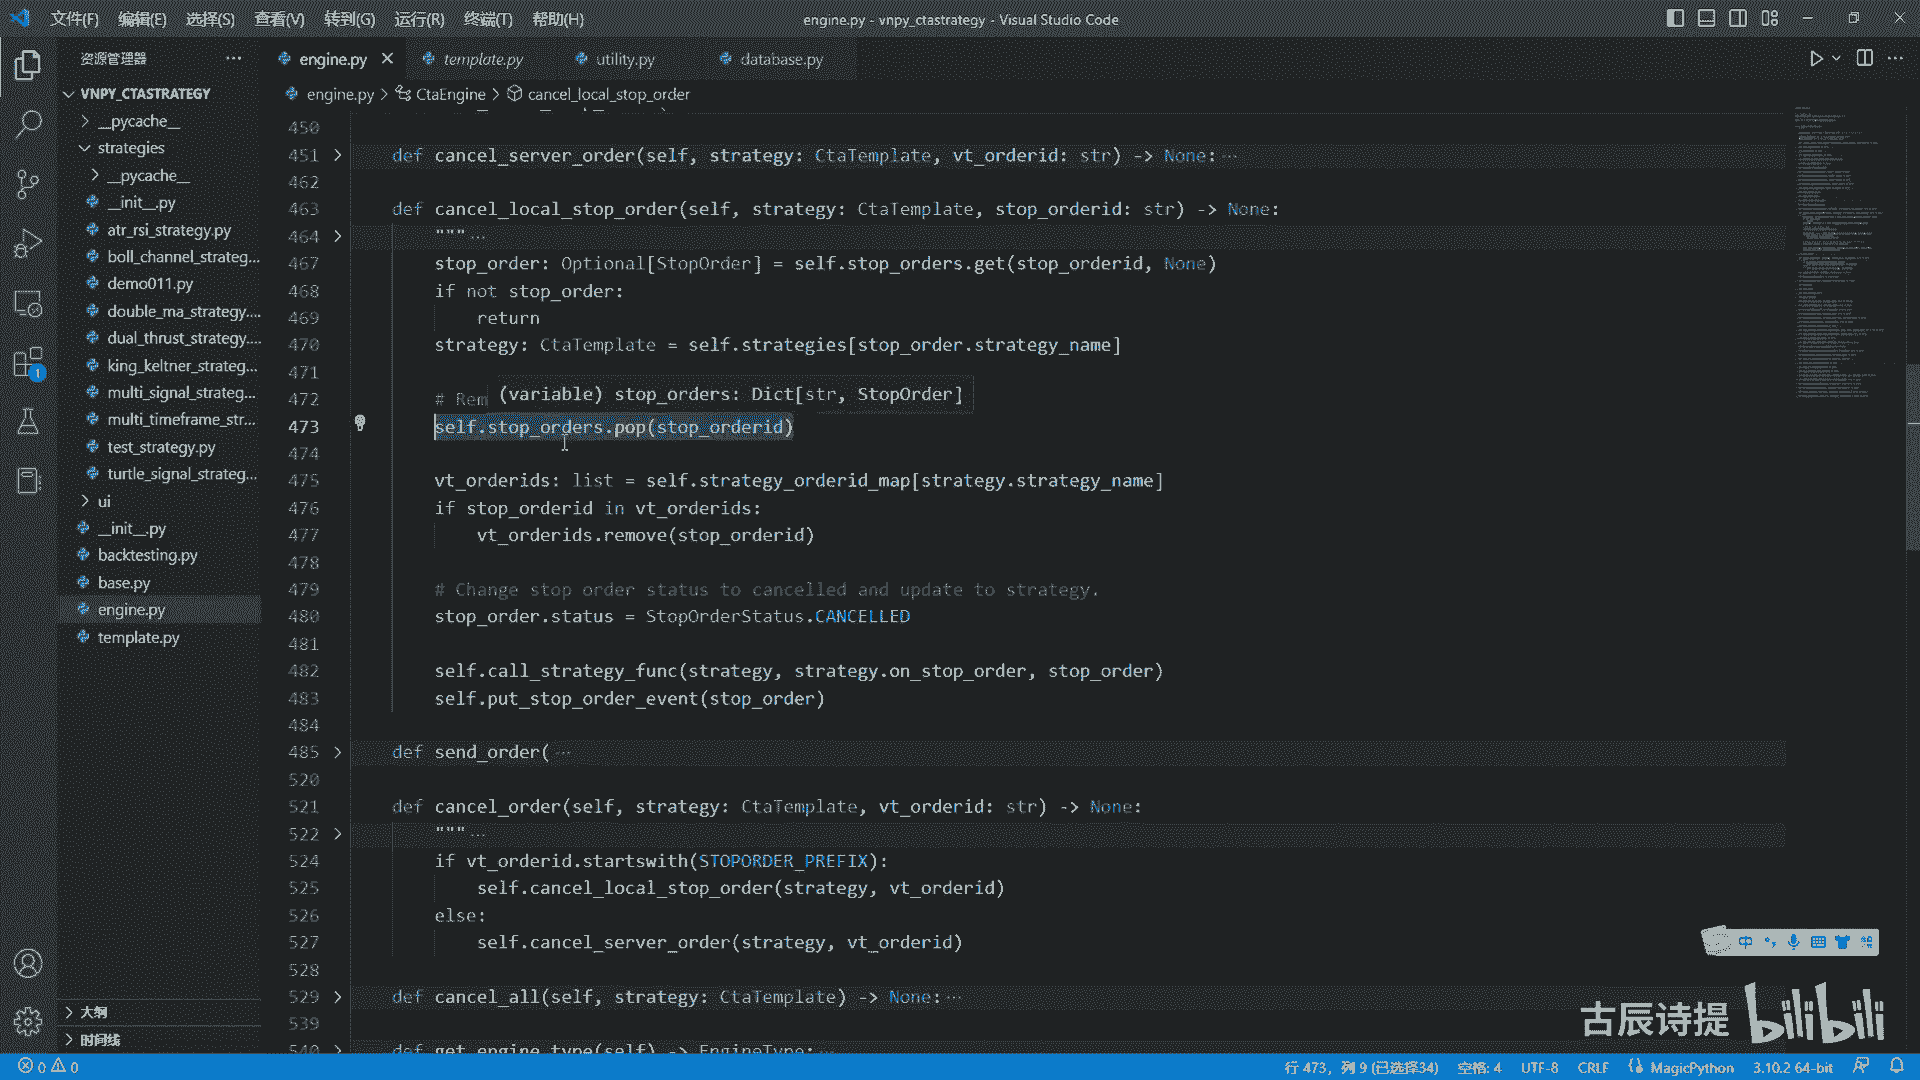 文件(F) 编辑(E) 选择(S) 查看(V) 转到(G) 运行(R) 终端(T) 帮助(H)
engine.py - vnpy_ctastrategy - Visual Studio Code
资源管理器
engine.py
template.py
utility.py
database.py
engine.py > CtaEngine > cancel_local_stop_order
VNPY_CTASTRATEGY
__pycache__
strategies
__pycache__
__init__.py
atr_rsi_strategy.py
boll_channel_strateg...
demo011.py
double_ma_strategy....
dual_thrust_strategy....
king_keltner_strateg...
multi_signal_strateg...
multi_timeframe_str...
test_strategy.py
turtle_signal_strateg...
ui
__init__.py
backtesting.py
base.py
engine.py
template.py
大纲
时间线
1
450
451 def cancel_server_order(self, strategy: CtaTemplate, vt_orderid: str) -> None:...
462
463 def cancel_local_stop_order(self, strategy: CtaTemplate, stop_orderid: str) -> None:
464 """...
467 stop_order: Optional[StopOrder] = self.stop_orders.get(stop_orderid, None)
468 if not stop_order:
469 return
470 strategy: CtaTemplate = self.strategies[stop_order.strategy_name]
471
(variable) stop_orders: Dict[str, StopOrder]
472 # Rem
473 self.stop_orders.pop(stop_orderid)
474
475 vt_orderids: list = self.strategy_orderid_map[strategy.strategy_name]
476 if stop_orderid in vt_orderids:
477 vt_orderids.remove(stop_orderid)
478
479 # Change stop order status to cancelled and update to strategy.
480 stop_order.status = StopOrderStatus.CANCELLED
481
482 self.call_strategy_func(strategy, strategy.on_stop_order, stop_order)
483 self.put_stop_order_event(stop_order)
484
485 def send_order(...
520
521 def cancel_order(self, strategy: CtaTemplate, vt_orderid: str) -> None:
522 """...
524 if vt_orderid.startswith(STOPORDER_PREFIX):
525 self.cancel_local_stop_order(strategy, vt_orderid)
526 else:
527 self.cancel_server_order(strategy, vt_orderid)
528
529 def cancel_all(self, strategy: CtaTemplate) -> None:...
539
540 def get_engine_type(self) -> EngineType:...
中
古辰诗提 bilibili
0 0
行 473，列 9 (已选择34) 空格: 4 UTF-8 CRLF MagicPython 3.10.2 64-bit